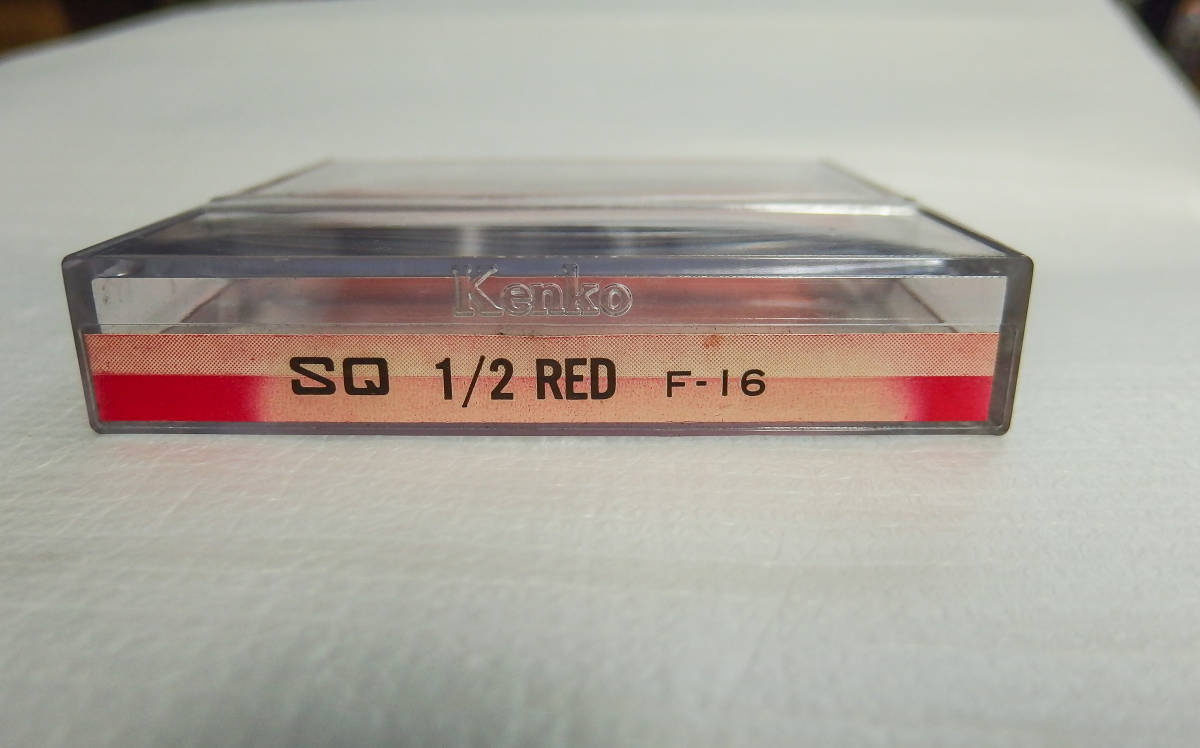 Kenko
SQ 1/2 RED F-16